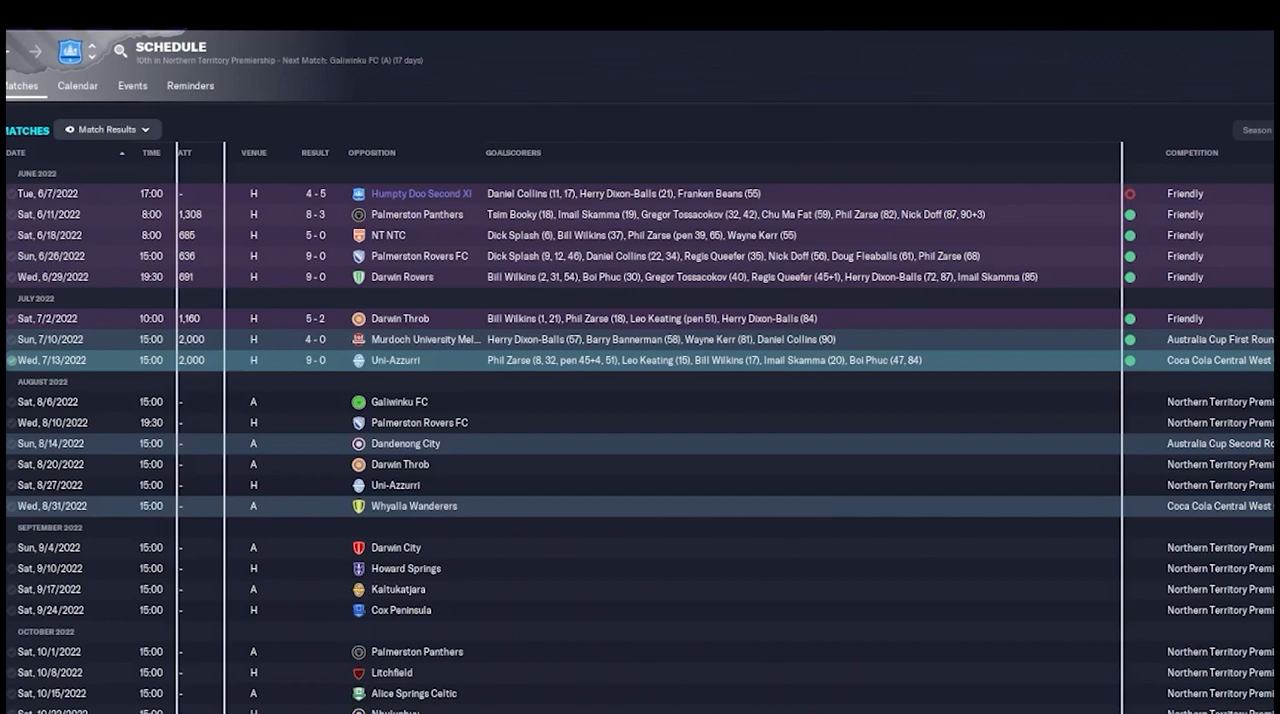 SCHEDULE
10th in Northern Territory Premiership - Next Match: Galiwinku FC (A) (17 days)
Matches Calendar Events Reminders
MATCHES Match Results Season
DATE TIME ATT VENUE RESULT OPPOSITION GOALSCORERS COMPETITION
JUNE 2022
Tue, 6/7/2022 17:00 - H 4 - 5 Humpty Doo Second XI Daniel Collins (11, 17), Herry Dixon-Balls (21), Franken Beans (55) Friendly
Sat, 6/11/2022 8:00 1,308 H 8 - 3 Palmerston Panthers Tsim Booky (18), Imail Skamma (19), Gregor Tossacokov (32, 42), Chu Ma Fat (59), Phil Zarse (82), Nick Doff (87, 90+3) Friendly
Sat, 6/18/2022 8:00 685 H 5 - 0 NT NTC Dick Splash (6), Bill Wilkins (37), Phil Zarse (pen 39, 65), Wayne Kerr (55) Friendly
Sun, 6/26/2022 15:00 636 H 9 - 0 Palmerston Rovers FC Dick Splash (9, 12, 46), Daniel Collins (22, 34), Regis Queefer (35), Nick Doff (56), Doug Fleaballs (61), Phil Zarse (68) Friendly
Wed, 6/29/2022 19:30 691 H 9 - 0 Darwin Rovers Bill Wilkins (2, 31, 54), Boi Phuc (30), Gregor Tossacokov (40), Regis Queefer (45+1), Herry Dixon-Balls (72, 87), Imail Skamma (85) Friendly
JULY 2022
Sat, 7/2/2022 10:00 1,160 H 5 - 2 Darwin Throb Bill Wilkins (1, 21), Phil Zarse (18), Leo Keating (pen 51), Herry Dixon-Balls (84) Friendly
Sun, 7/10/2022 15:00 2,000 H 4 - 0 Murdoch University Mel... Herry Dixon-Balls (57), Barry Bannerman (58), Wayne Kerr (81), Daniel Collins (90) Australia Cup First Roun
Wed, 7/13/2022 15:00 2,000 H 9 - 0 Uni-Azzurri Phil Zarse (8, 32, pen 45+4, 51), Leo Keating (15), Bill Wilkins (17), Imail Skamma (20), Boi Phuc (47, 84) Coca Cola Central West
AUGUST 2022
Sat, 8/6/2022 15:00 - A Galiwinku FC Northern Territory Premi
Wed, 8/10/2022 19:30 - H Palmerston Rovers FC Northern Territory Premi
Sun, 8/14/2022 15:00 - A Dandenong City Australia Cup Second Ro
Sat, 8/20/2022 15:00 - A Darwin Throb Northern Territory Premi
Sat, 8/27/2022 15:00 - H Uni-Azzurri Northern Territory Premi
Wed, 8/31/2022 15:00 - A Whyalla Wanderers Coca Cola Central West
SEPTEMBER 2022
Sun, 9/4/2022 15:00 - A Darwin City Northern Territory Premi
Sat, 9/10/2022 15:00 - H Howard Springs Northern Territory Premi
Sat, 9/17/2022 15:00 - A Kaltukatjara Northern Territory Premi
Sat, 9/24/2022 15:00 - H Cox Peninsula Northern Territory Premi
OCTOBER 2022
Sat, 10/1/2022 15:00 - A Palmerston Panthers Northern Territory Premi
Sat, 10/8/2022 15:00 - H Litchfield Northern Territory Premi
Sat, 10/15/2022 15:00 - A Alice Springs Celtic Northern Territory Premi